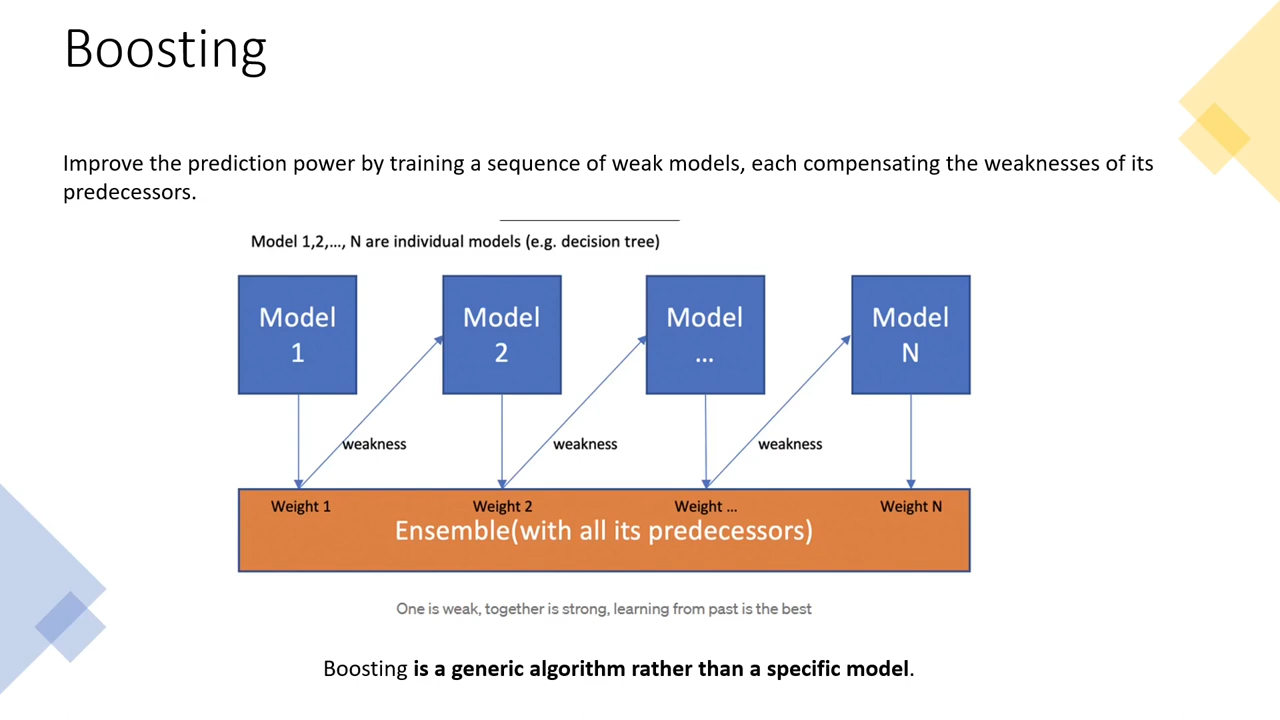 Boosting
Improve the prediction power by training a sequence of weak models, each compensating the weaknesses of its
predecessors.
Model 1,2,..., N are individual models (e.g. decision tree)
Model
1
Model
2
Model
...
Model
N
weakness
weakness
weakness
Weight 1
Weight 2
Weight ...
Weight N
Ensemble(with all its predecessors)
One is weak, together is strong, learning from past is the best
Boosting is a generic algorithm rather than a specific model.